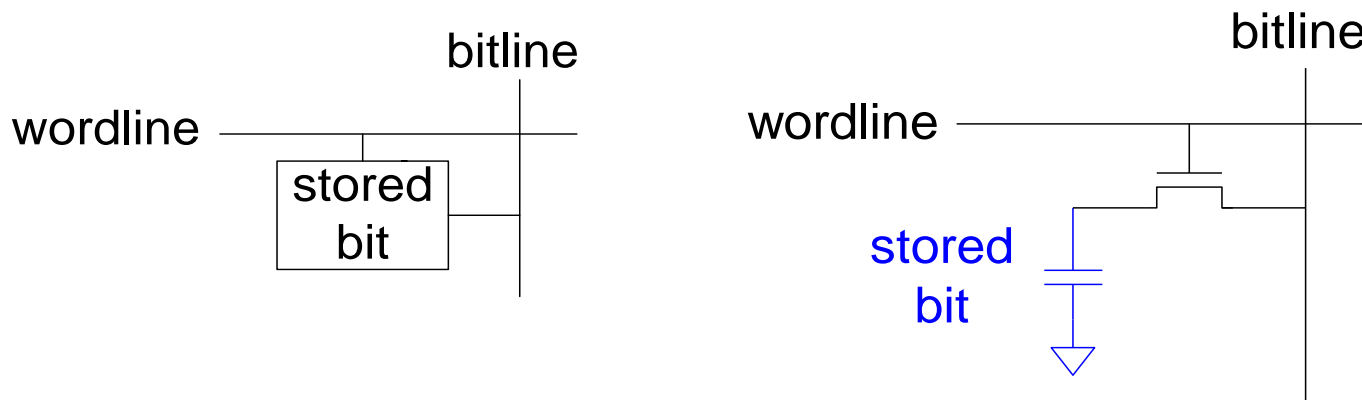 bitline
wordline
stored
bit
bitline
wordline
stored
bit